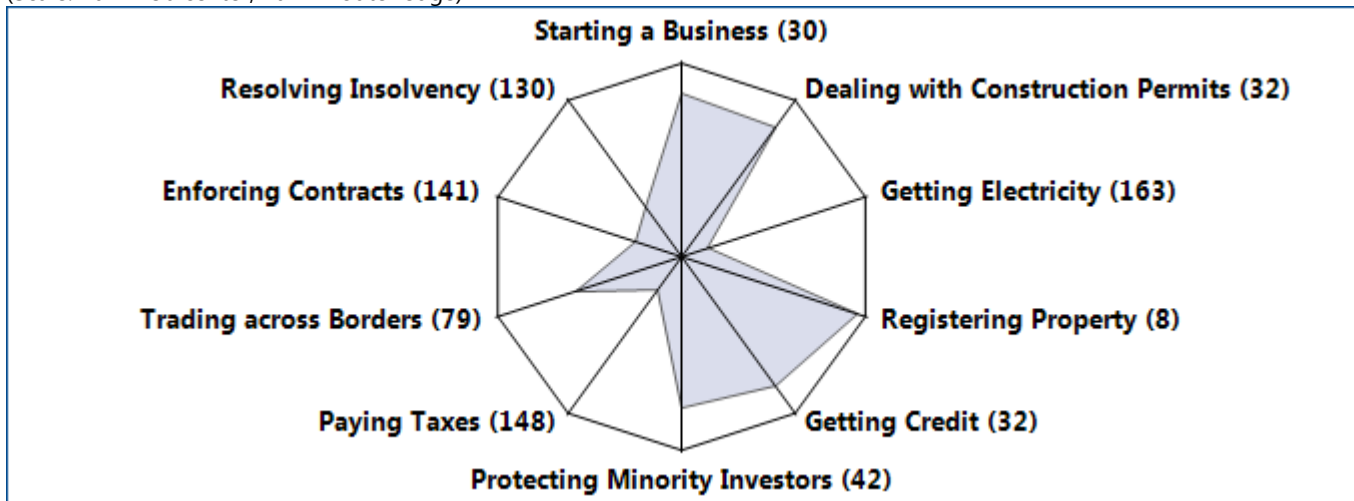 Starting a Business (30)
Resolving Insolvency (130)
Dealing with Construction Permits (32)
Enforcing Contracts (141)
Getting Electricity (163)
Trading across Borders (79)
Registering Property (8)
Paying Taxes (148)
Getting Credit (32)
Protecting Minority Investors (42)